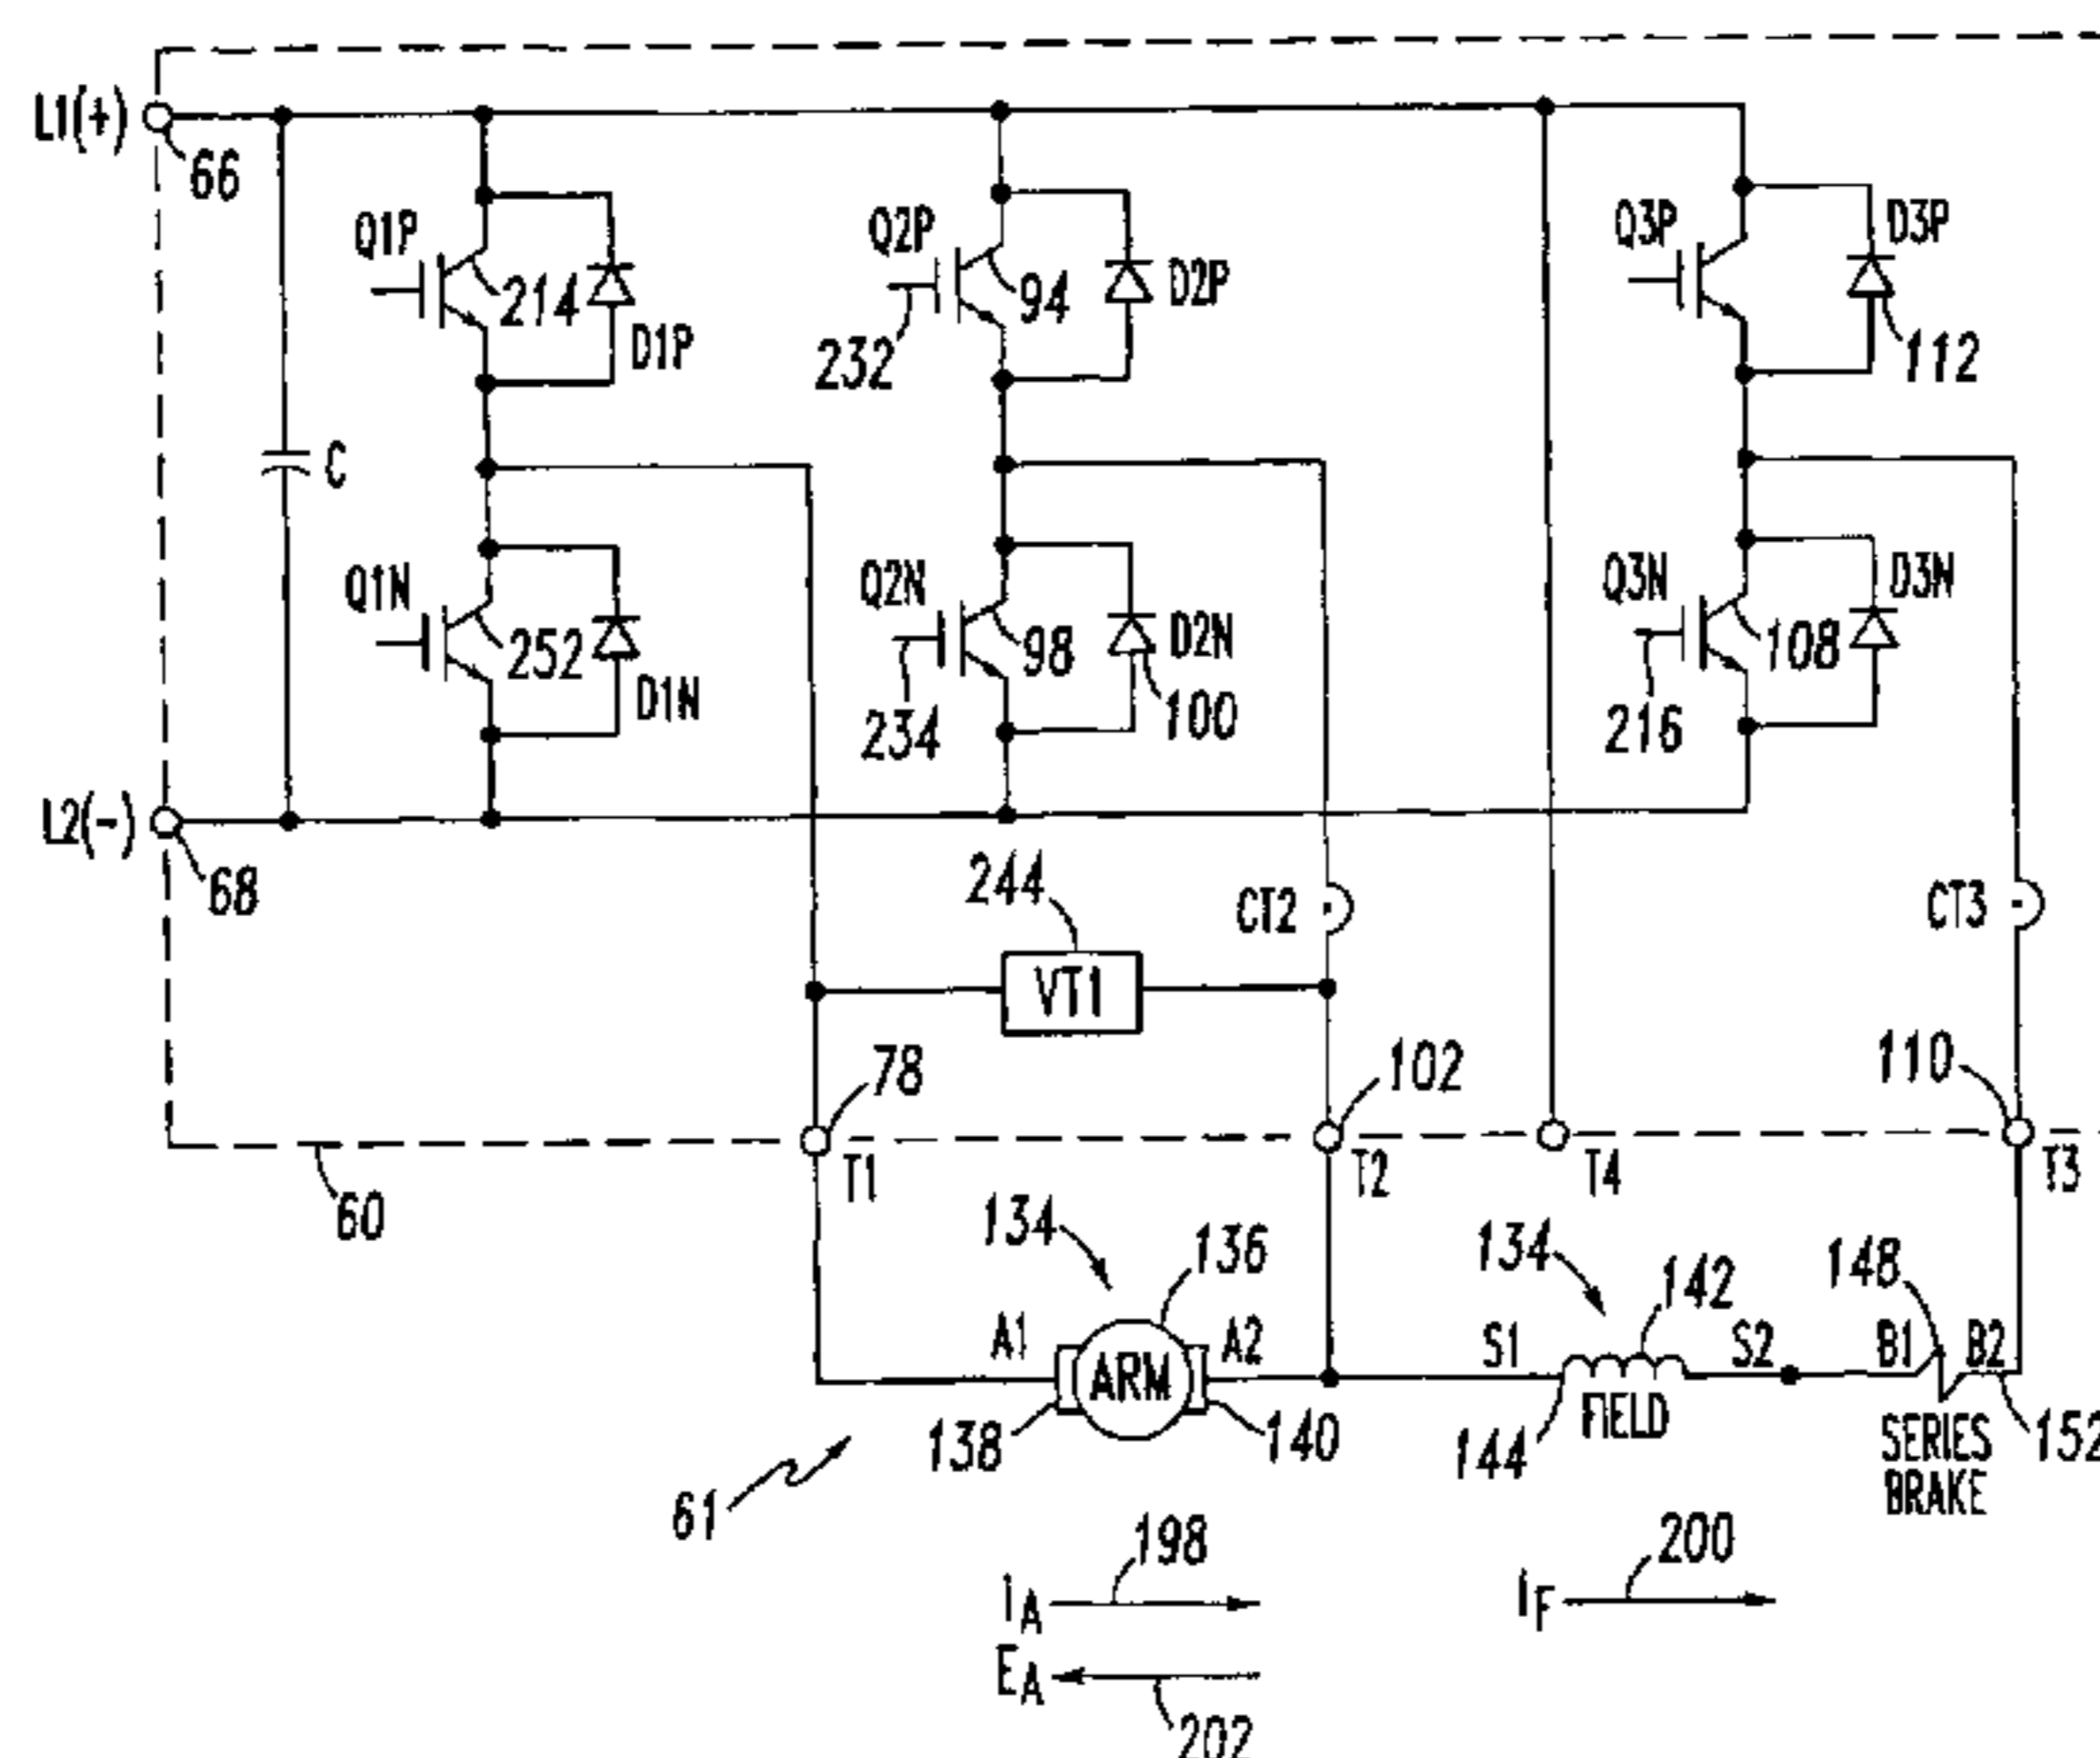 L1(+)
66
Q1P
214
D1P
Q2P
94
D2P
232
Q3P
D3P
112
C
Q1N
252
D1N
Q2N
98
D2N
100
234
Q3N
D3N
108
216
L2(-)
68
244
CT2
CT3
VT1
78
102
110
T1
T2
T4
T3
60
134
136
134
142
148
A1
ARM
A2
S1
S2
B1
B2
FIELD
138
140
144
SERIES
BRAKE
152
61
198
200
IA
IF
EA
202